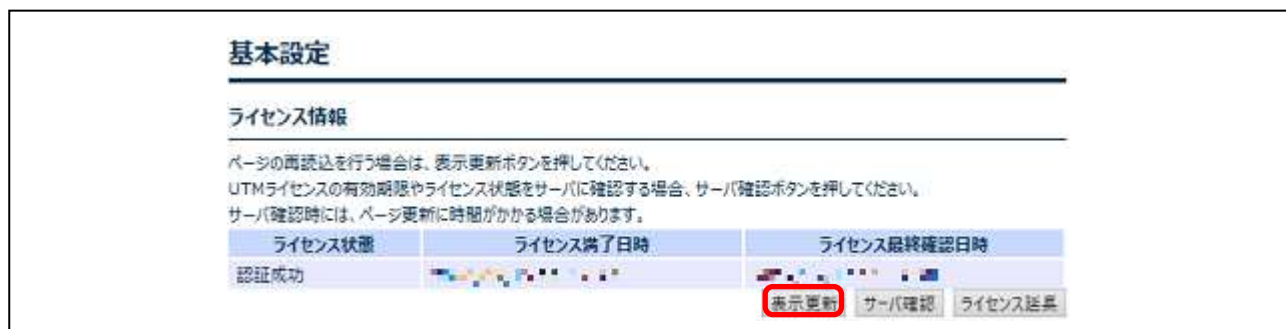 基本設定
ライセンス情報
ページの再読込を行う場合は、表示更新ボタンを押してください。
UTMライセンスの有効期限やライセンス状態をサーバに確認する場合、サーバ確認ボタンを押してください。
サーバ確認時には、ページ更新に時間がかかる場合があります。
ライセンス状態 ライセンス満了日時 ライセンス最終確認日時
認証成功
表示更新 サーバ確認 ライセンス延長